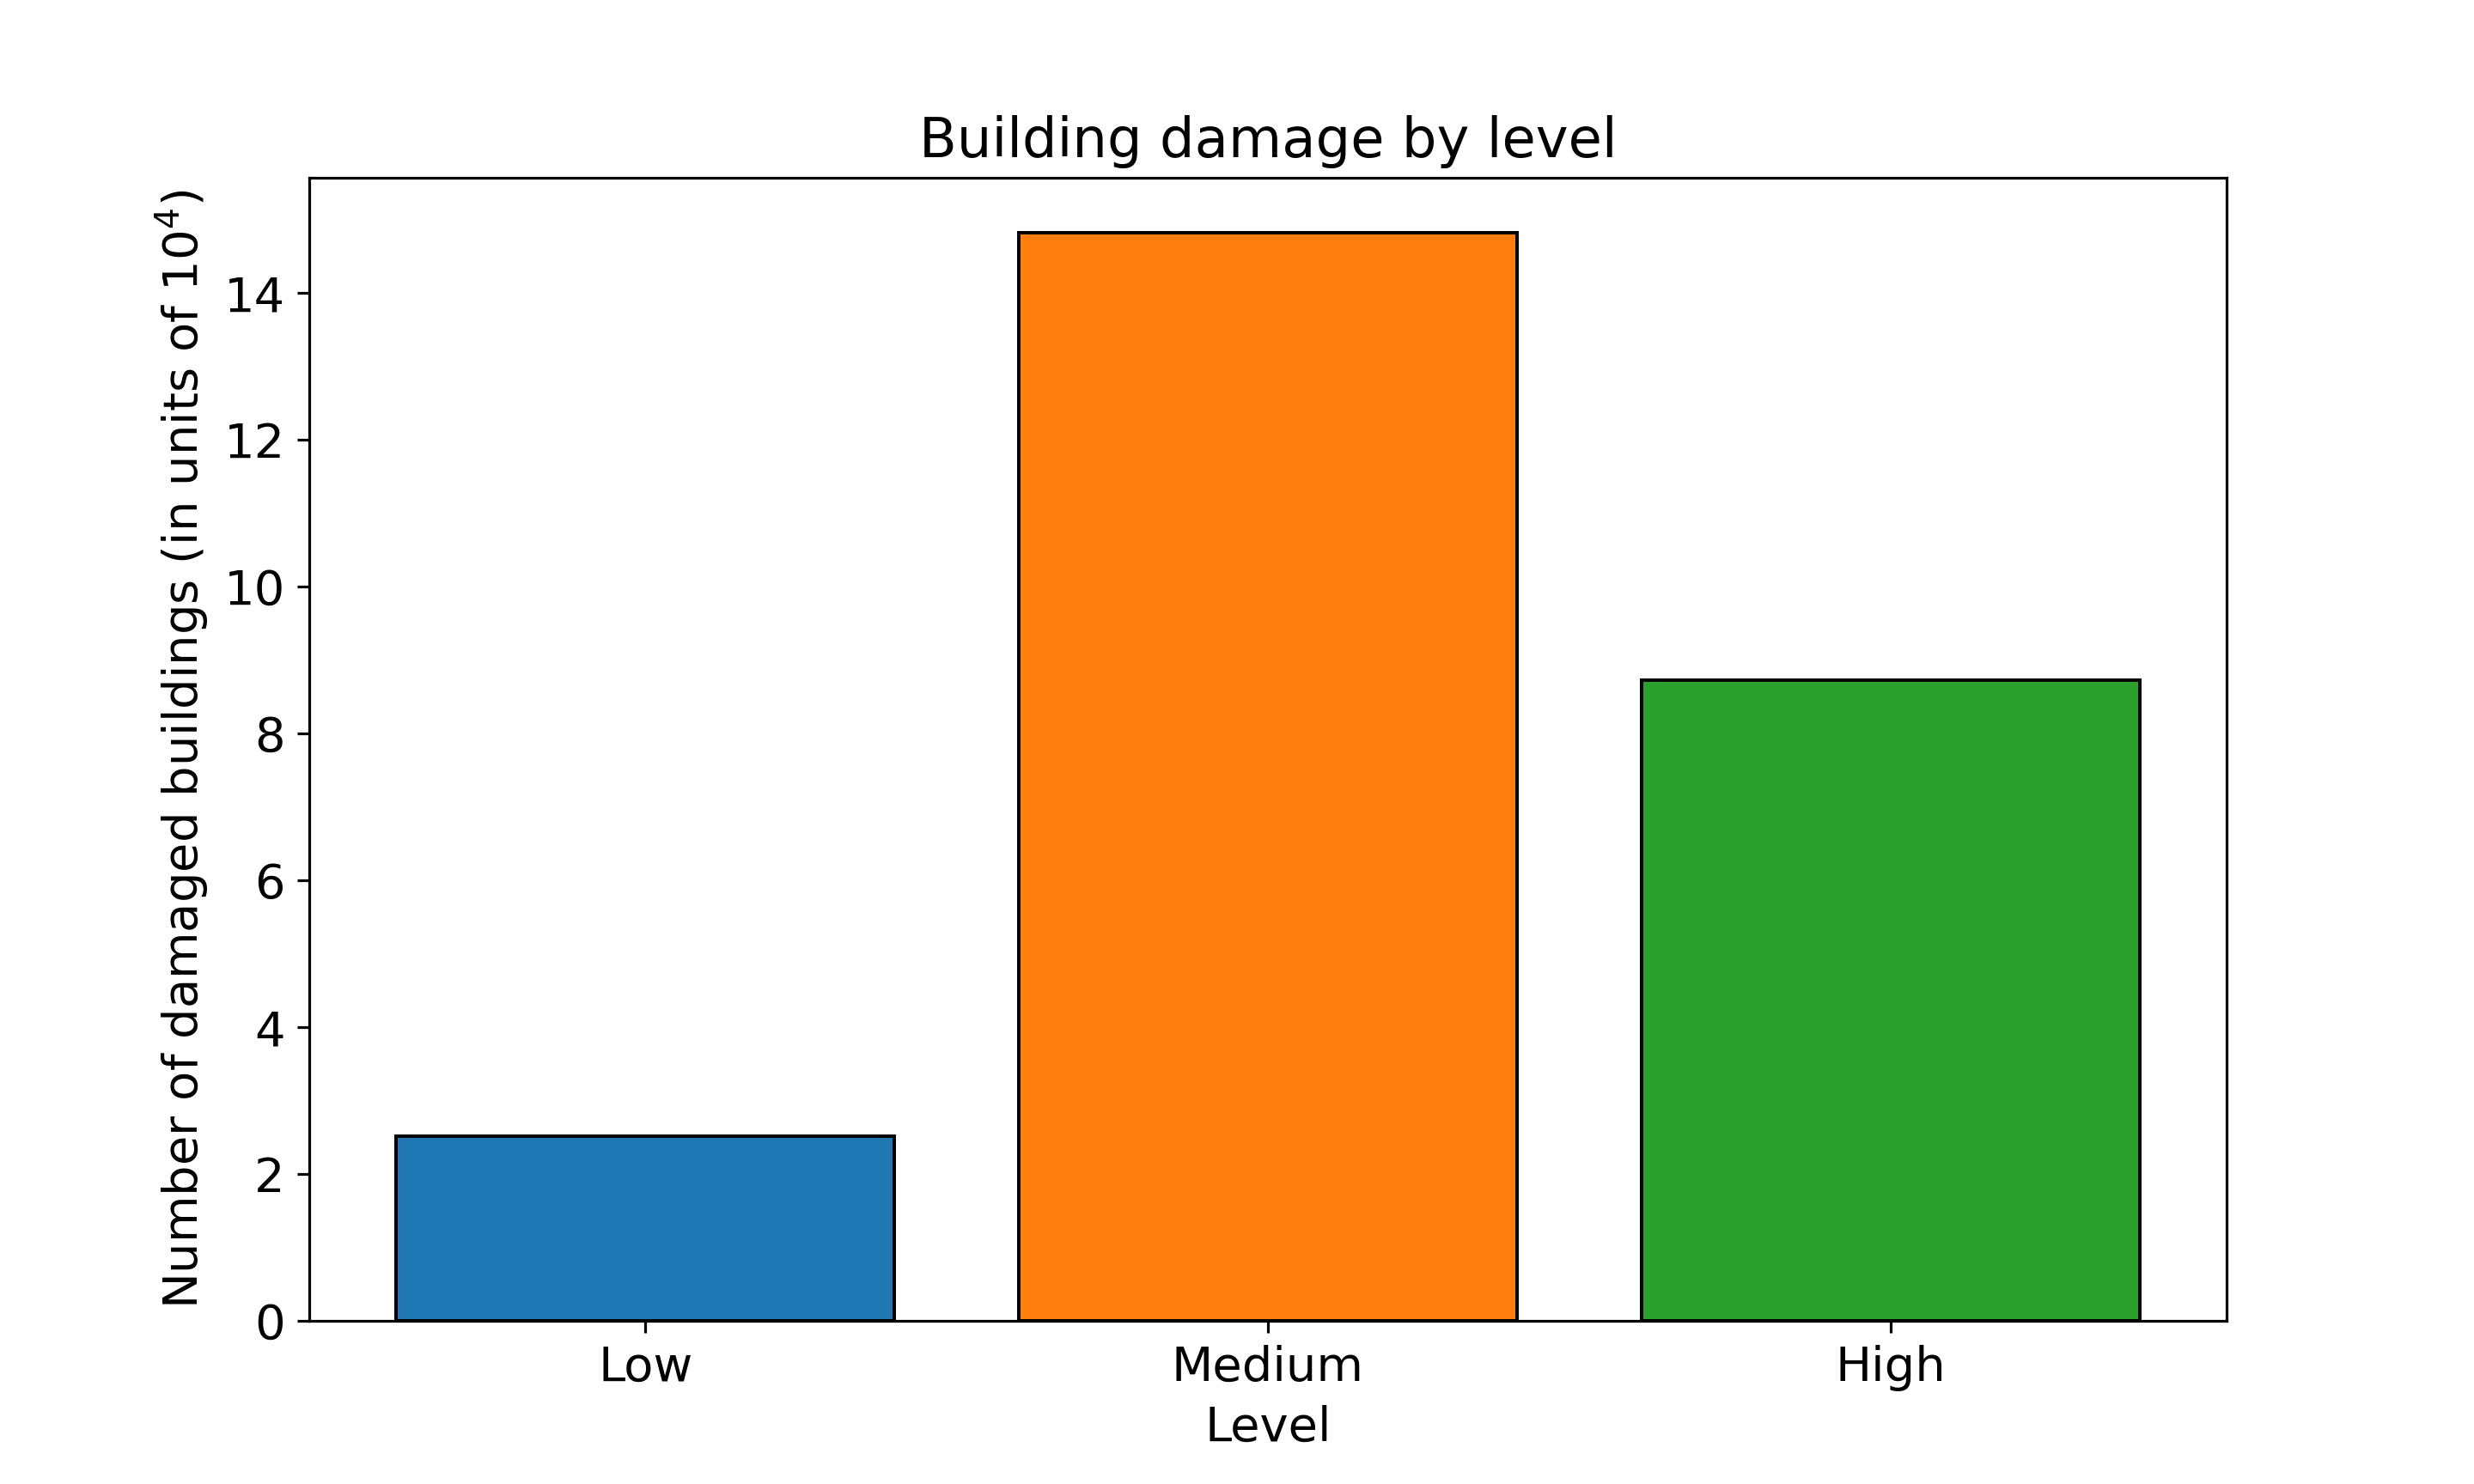 Building damage by level
Number of damaged buildings (in units of 10⁴)
14
12
10
8
6
4
2
0
Low Medium High
Level